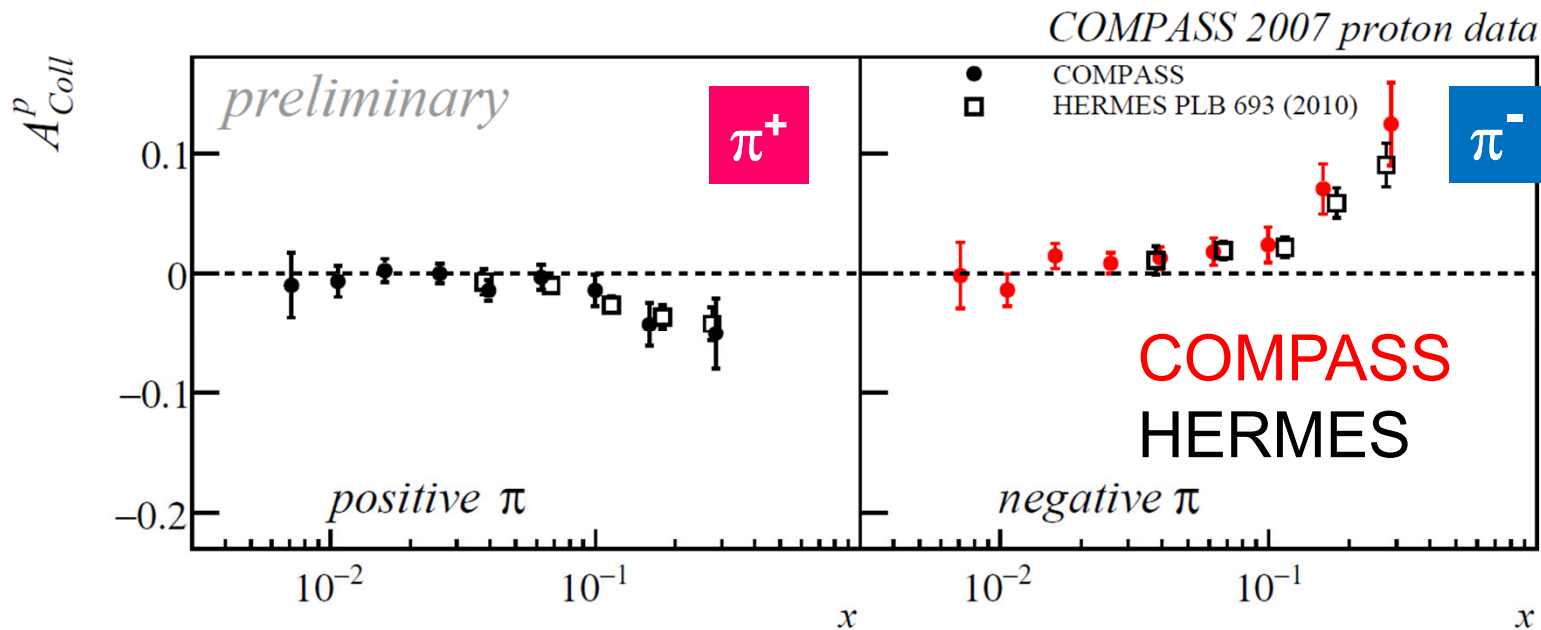 COMPASS 2007 proton data
A^p_Coll
preliminary
π⁺
COMPASS
HERMES PLB 693 (2010)
π⁻
0.1
0
−0.1
−0.2
COMPASS
HERMES
positive π
negative π
10⁻²
10⁻¹
10⁻²
10⁻¹
x
x